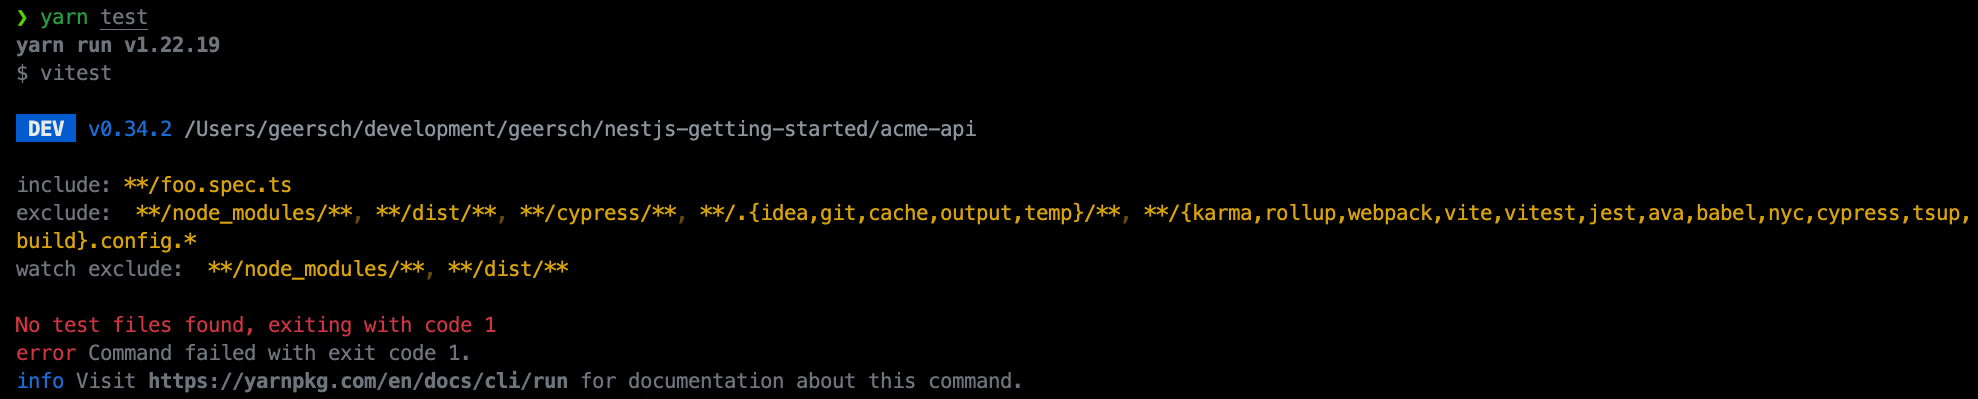 ❯ yarn test
yarn run v1.22.19
$ vitest
DEV v0.34.2 /Users/geersch/development/geersch/nestjs-getting-started/acme-api
include: **/foo.spec.ts
exclude:  **/node_modules/**, **/dist/**, **/cypress/**, **/.{idea,git,cache,output,temp}/**, **/{karma,rollup,webpack,vite,vitest,jest,ava,babel,nyc,cypress,tsup,
build}.config.*
watch exclude:  **/node_modules/**, **/dist/**
No test files found, exiting with code 1
error Command failed with exit code 1.
info Visit https://yarnpkg.com/en/docs/cli/run for documentation about this command.